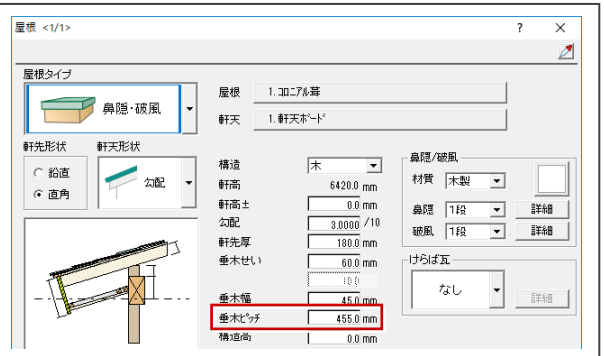 屋根 <1/1>
? ×
屋根タイプ
鼻隠・破風
屋根 1. ｺﾛﾆｱﾙ葺
軒天 1. 軒天ﾎﾞｰﾄﾞ
軒先形状 軒天形状
鉛直
直角
勾配
構造 木
軒高 6420.0 mm
軒高± 0.0 mm
勾配 3.0000 /10
軒先厚 180.0 mm
垂木せい 60.0 mm
10.0
垂木幅 45.0 mm
垂木ﾋﾟｯﾁ 455.0 mm
構造高 0.0 mm
鼻隠/破風
材質 木製
鼻隠 1段 詳細
破風 1段 詳細
けらば瓦
なし 詳細